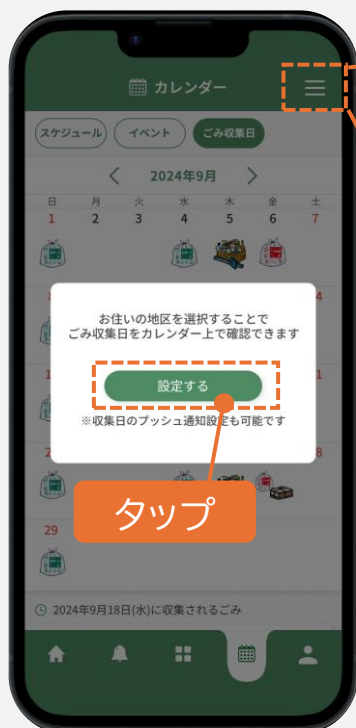 カレンダー
スケジュール イベント ごみ収集日
2024年9月
日 月 火 水 木 金 土
1 2 3 4 5 6 7
4
お住いの地区を選択することで
ごみ収集日をカレンダー上で確認できます
1 1
設定する
※収集日のプッシュ通知設定も可能です
2 8
タップ
29
2024年9月18日(水)に収集されるごみ